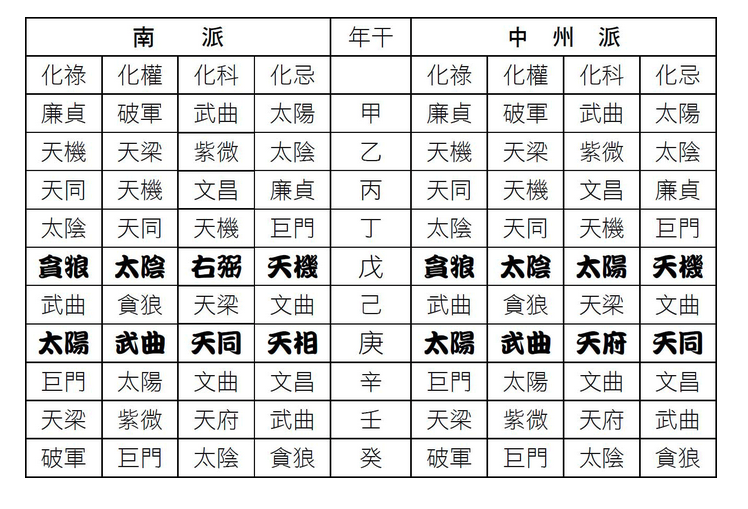 南 派 年干 中 州 派
化祿 化權 化科 化忌 化祿 化權 化科 化忌
廉貞 破軍 武曲 太陽 甲 廉貞 破軍 武曲 太陽
天機 天梁 紫微 太陰 乙 天機 天梁 紫微 太陰
天同 天機 文昌 廉貞 丙 天同 天機 文昌 廉貞
太陰 天同 天機 巨門 丁 太陰 天同 天機 巨門
貪狼 太陰 右弼 天機 戊 貪狼 太陰 太陽 天機
武曲 貪狼 天梁 文曲 己 武曲 貪狼 天梁 文曲
太陽 武曲 天同 天相 庚 太陽 武曲 天府 天同
巨門 太陽 文曲 文昌 辛 巨門 太陽 文曲 文昌
天梁 紫微 天府 武曲 壬 天梁 紫微 天府 武曲
破軍 巨門 太陰 貪狼 癸 破軍 巨門 太陰 貪狼